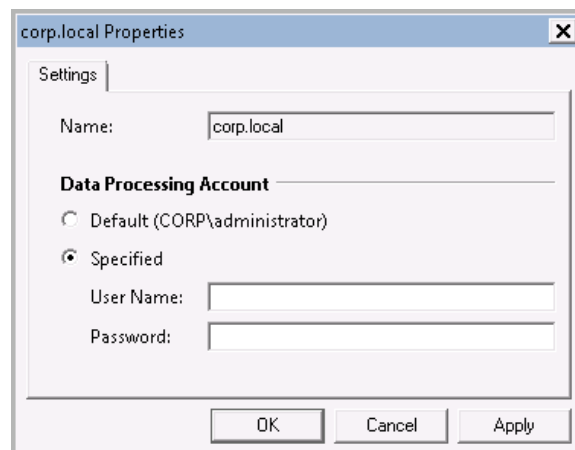 corp.local Properties
Settings
Name: corp.local
Data Processing Account
Default (CORP\administrator)
Specified
User Name:
Password:
OK Cancel Apply